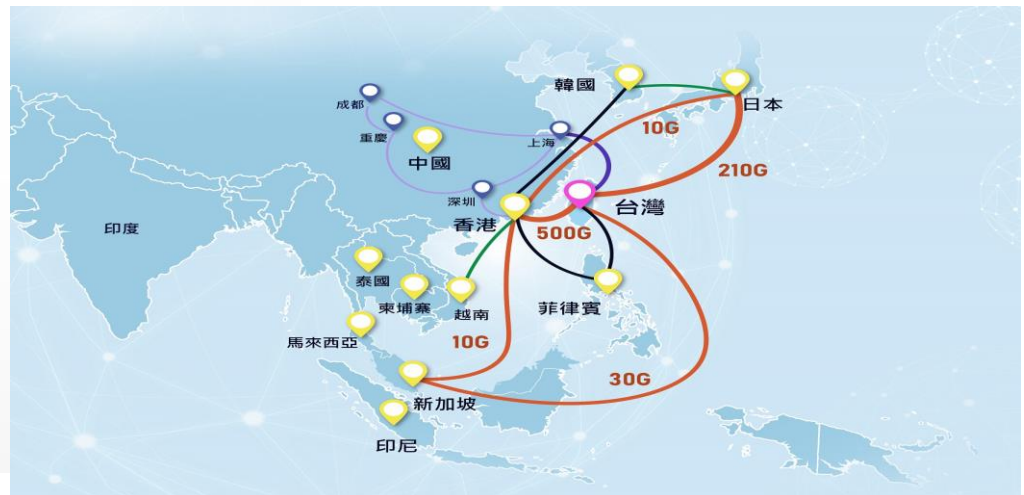 韓國
成都
日本
10G
重慶
上海
中國
210G
深圳
台灣
香港
印度
500G
泰國
柬埔寨
越南
菲律賓
馬來西亞
10G
30G
新加坡
印尼